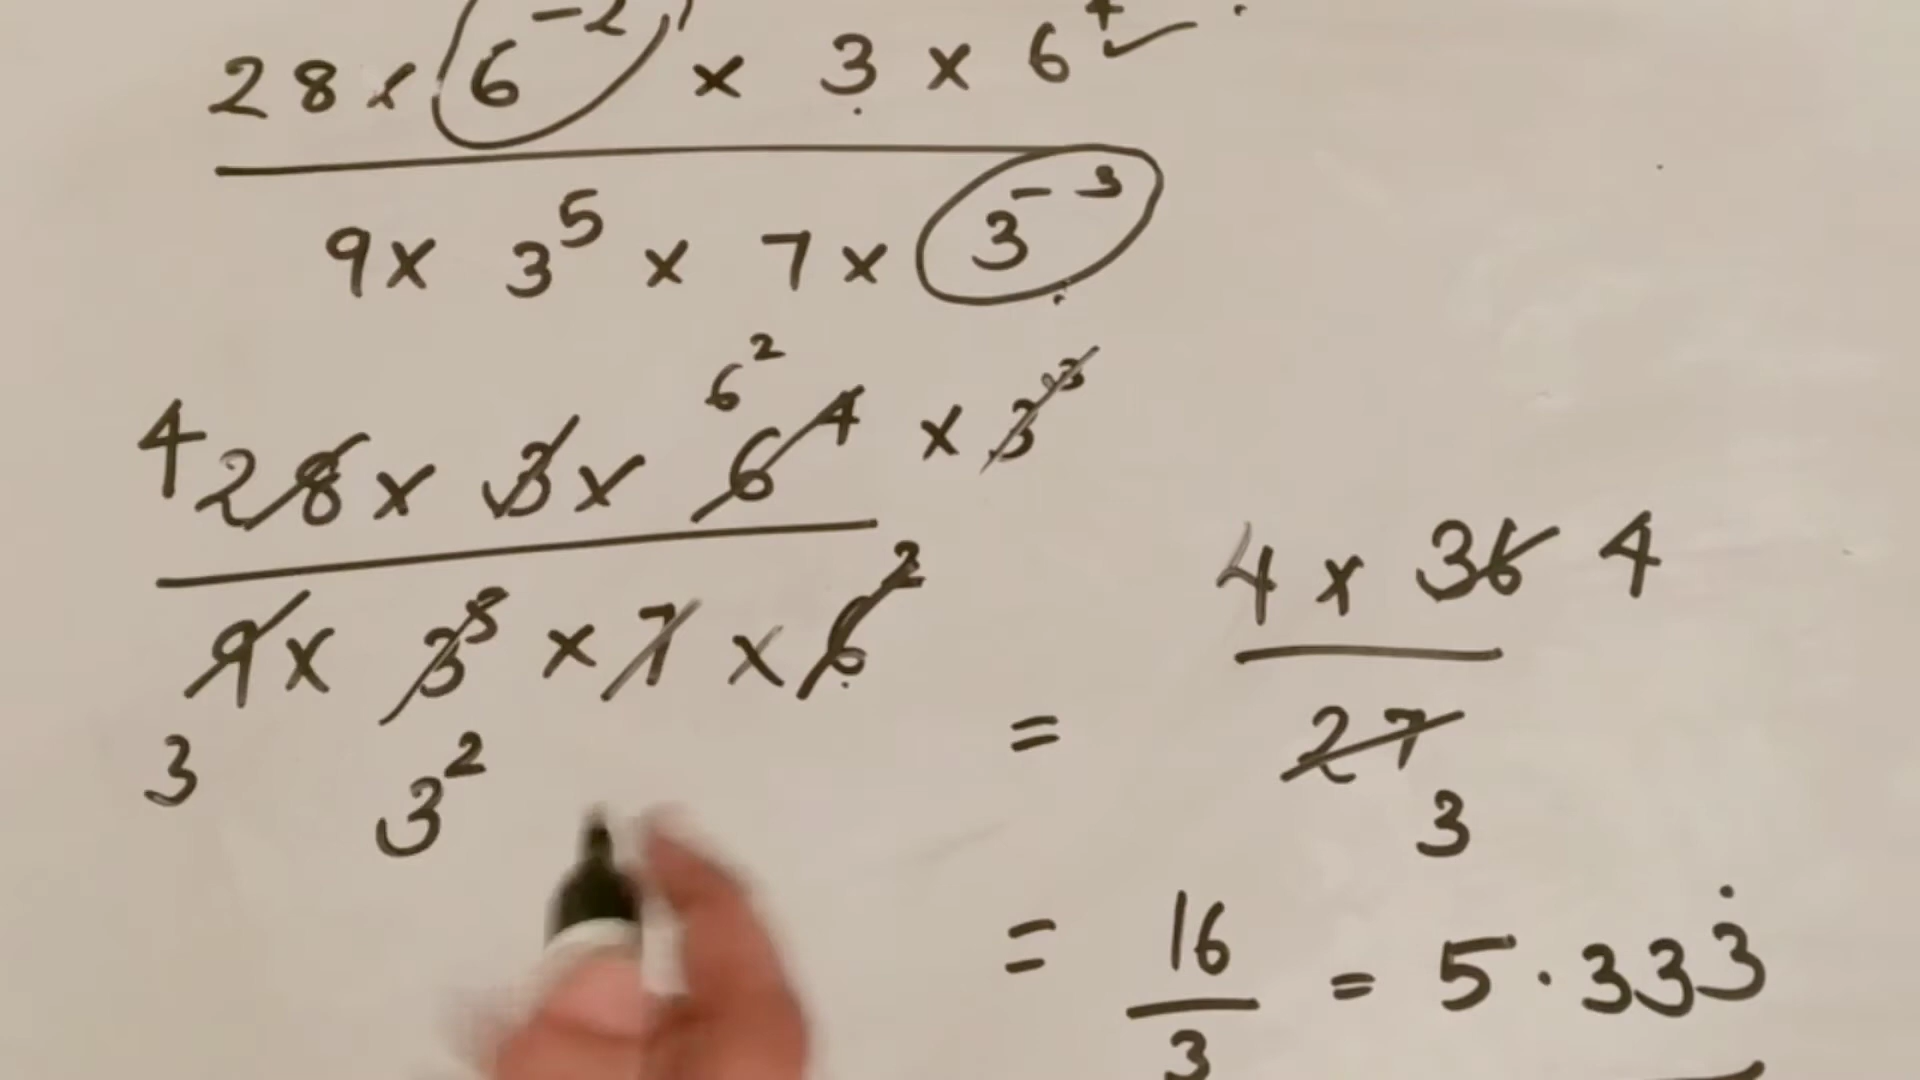 28 × 6⁻² × 3 × 6⁴
9 × 3⁵ × 7 × 3⁻³
6²
4 28 × 3 × 6⁴ × 3³
9 × 3⁵ × 7 × 6²
3 3²
= 4 × 36 4
27
3
= 16 = 5.333̇
3